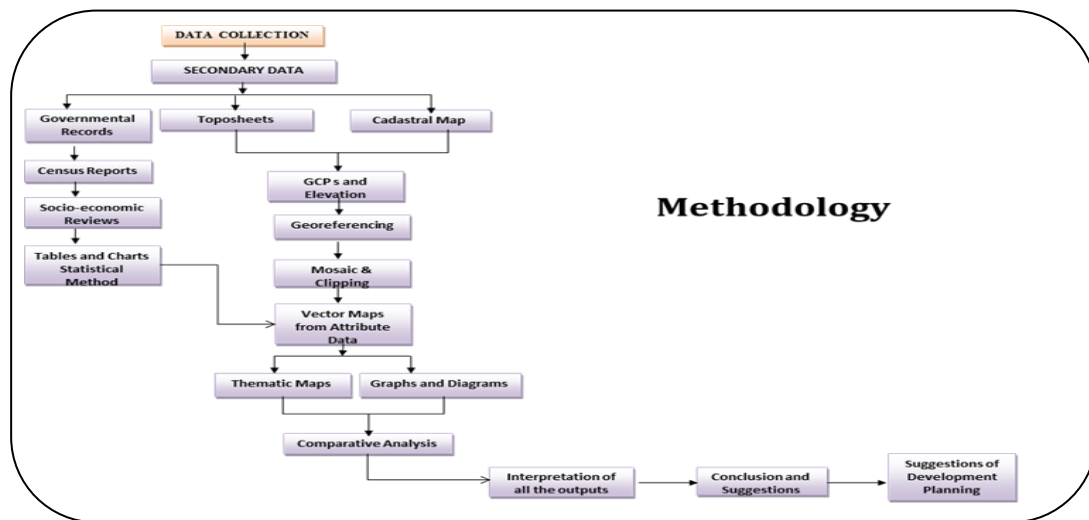 DATA COLLECTION
SECONDARY DATA
Governmental
Records
Toposheets
Cadastral Map
Census Reports
GCPs and
Elevation
Socio-economic
Reviews
Georeferencing
Tables and Charts
Statistical
Method
Mosaic &
Clipping
Vector Maps
from Attribute
Data
Thematic Maps
Graphs and Diagrams
Comparative Analysis
Interpretation of
all the outputs
Conclusion and
Suggestions
Suggestions of
Development
Planning
Methodology